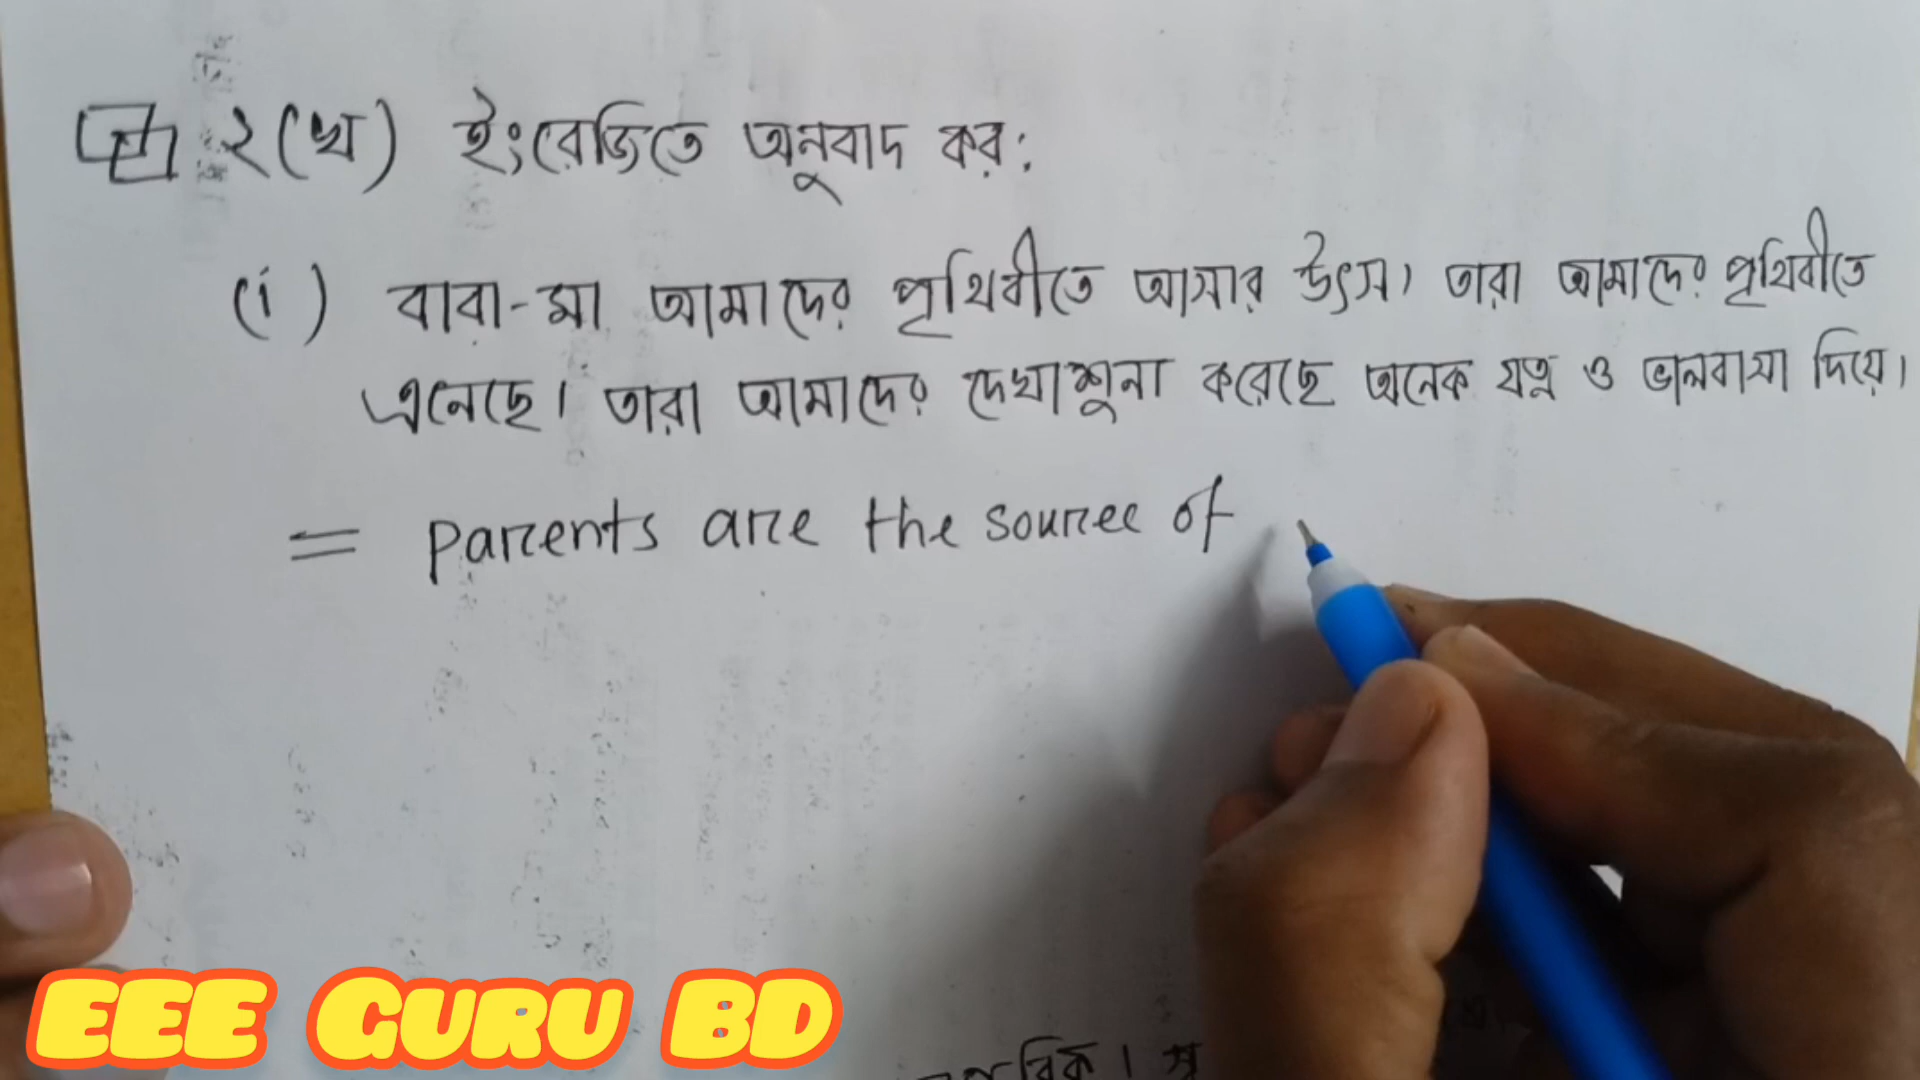 ২(খ) ইংরেজিতে অনুবাদ কর:
(i) বাবা-মা আমাদের পৃথিবীতে আসার উৎস। তারা আমাদের পৃথিবীতে
এনেছে। তারা আমাদের দেখাশুনা করেছে অনেক যত্ন ও ভালবাসা দিয়ে।
= Parents are the source of
EEE GURU BD